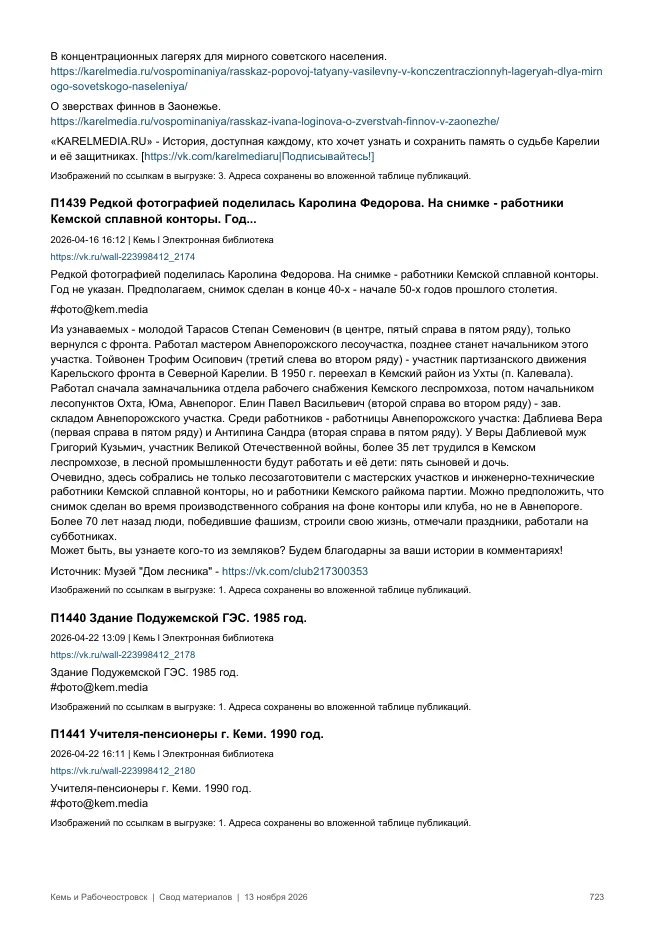 В концентрационных лагерях для мирного советского населения.
https://karelmedia.ru/vospominaniya/rasskaz-popovoj-tatyany-vasilevny-v-konczentraczionnyh-lageryah-dlya-mirn
ogo-sovetskogo-naseleniya/
О зверствах финнов в Заонежье.
https://karelmedia.ru/vospominaniya/rasskaz-ivana-loginova-o-zverstvah-finnov-v-zaonezhe/
«KARELMEDIA.RU» - История, доступная каждому, кто хочет узнать и сохранить память о судьбе Карелии
и её защитниках. [https://vk.com/karelmediaru|Подписывайтесь!]
Изображений по ссылкам в выгрузке: 3. Адреса сохранены во вложенной таблице публикаций.
П1439 Редкой фотографией поделилась Каролина Федорова. На снимке - работники
Кемской сплавной конторы. Год...
2026-04-16 16:12 | Кемь I Электронная библиотека
https://vk.ru/wall-223998412_2174
Редкой фотографией поделилась Каролина Федорова. На снимке - работники Кемской сплавной конторы.
Год не указан. Предполагаем, снимок сделан в конце 40-х - начале 50-х годов прошлого столетия.
#фото@kem.media
Из узнаваемых - молодой Тарасов Степан Семенович (в центре, пятый справа в пятом ряду), только
вернулся с фронта. Работал мастером Авнепорожского лесоучастка, позднее станет начальником этого
участка. Тойвонен Трофим Осипович (третий слева во втором ряду) - участник партизанского движения
Карельского фронта в Северной Карелии. В 1950 г. переехал в Кемский район из Ухты (п. Калевала).
Работал сначала замначальника отдела рабочего снабжения Кемского леспромхоза, потом начальником
лесопунктов Охта, Юма, Авнепорог. Елин Павел Васильевич (второй справа во втором ряду) - зав.
складом Авнепорожского участка. Среди работников - работницы Авнепорожского участка: Даблиева Вера
(первая справа в пятом ряду) и Антипина Сандра (вторая справа в пятом ряду). У Веры Даблиевой муж
Григорий Кузьмич, участник Великой Отечественной войны, более 35 лет трудился в Кемском
леспромхозе, в лесной промышленности будут работать и её дети: пять сыновей и дочь.
Очевидно, здесь собрались не только лесозаготовители с мастерских участков и инженерно-технические
работники Кемской сплавной конторы, но и работники Кемского райкома партии. Можно предположить, что
снимок сделан во время производственного собрания на фоне конторы или клуба, но не в Авнепороге.
Более 70 лет назад люди, победившие фашизм, строили свою жизнь, отмечали праздники, работали на
субботниках.
Может быть, вы узнаете кого-то из земляков? Будем благодарны за ваши истории в комментариях!
Источник: Музей "Дом лесника" - https://vk.com/club217300353
Изображений по ссылкам в выгрузке: 1. Адреса сохранены во вложенной таблице публикаций.
П1440 Здание Подужемской ГЭС. 1985 год.
2026-04-22 13:09 | Кемь I Электронная библиотека
https://vk.ru/wall-223998412_2178
Здание Подужемской ГЭС. 1985 год.
#фото@kem.media
Изображений по ссылкам в выгрузке: 1. Адреса сохранены во вложенной таблице публикаций.
П1441 Учителя-пенсионеры г. Кеми. 1990 год.
2026-04-22 16:11 | Кемь I Электронная библиотека
https://vk.ru/wall-223998412_2180
Учителя-пенсионеры г. Кеми. 1990 год.
#фото@kem.media
Изображений по ссылкам в выгрузке: 1. Адреса сохранены во вложенной таблице публикаций.
Кемь и Рабочеостровск | Свод материалов | 13 ноября 2026 723